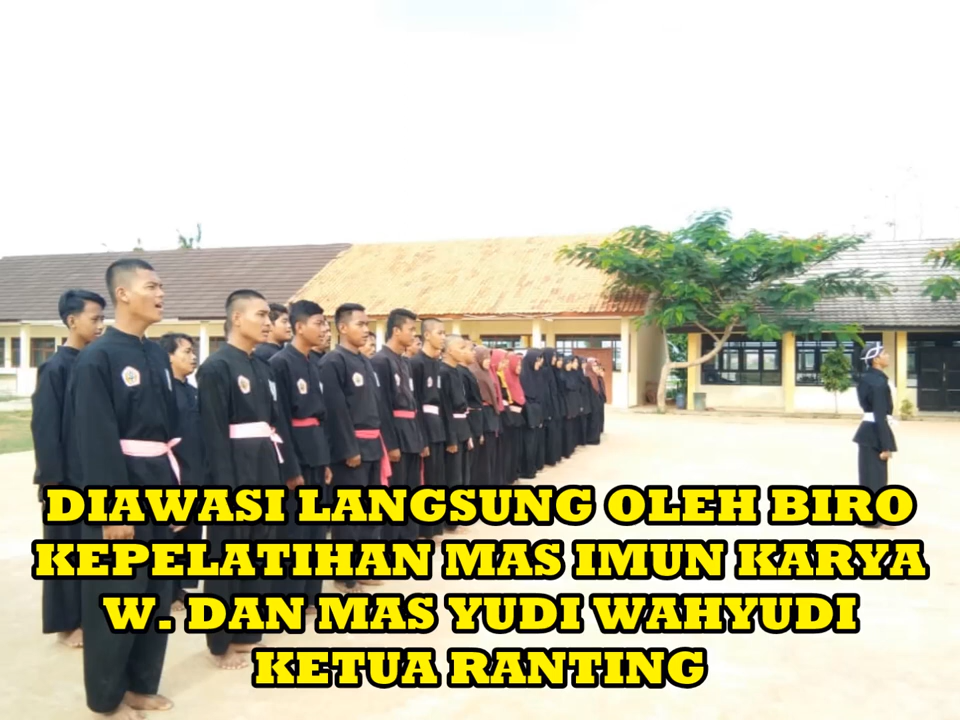 DIAWASI LANGSUNG OLEH BIRO
KEPELATIHAN MAS IMUN KARYA
W. DAN MAS YUDI WAHYUDI
KETUA RANTING